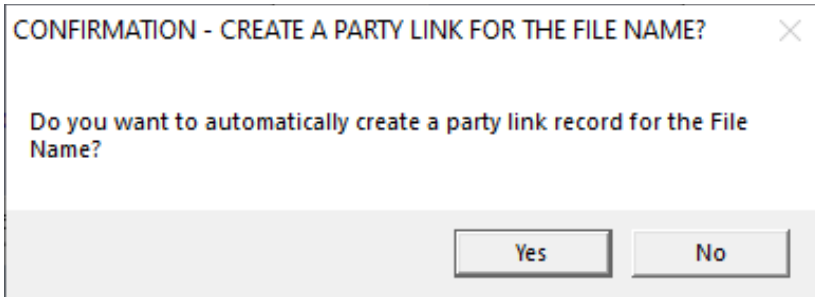 CONFIRMATION - CREATE A PARTY LINK FOR THE FILE NAME?
Do you want to automatically create a party link record for the File
Name?
Yes
No